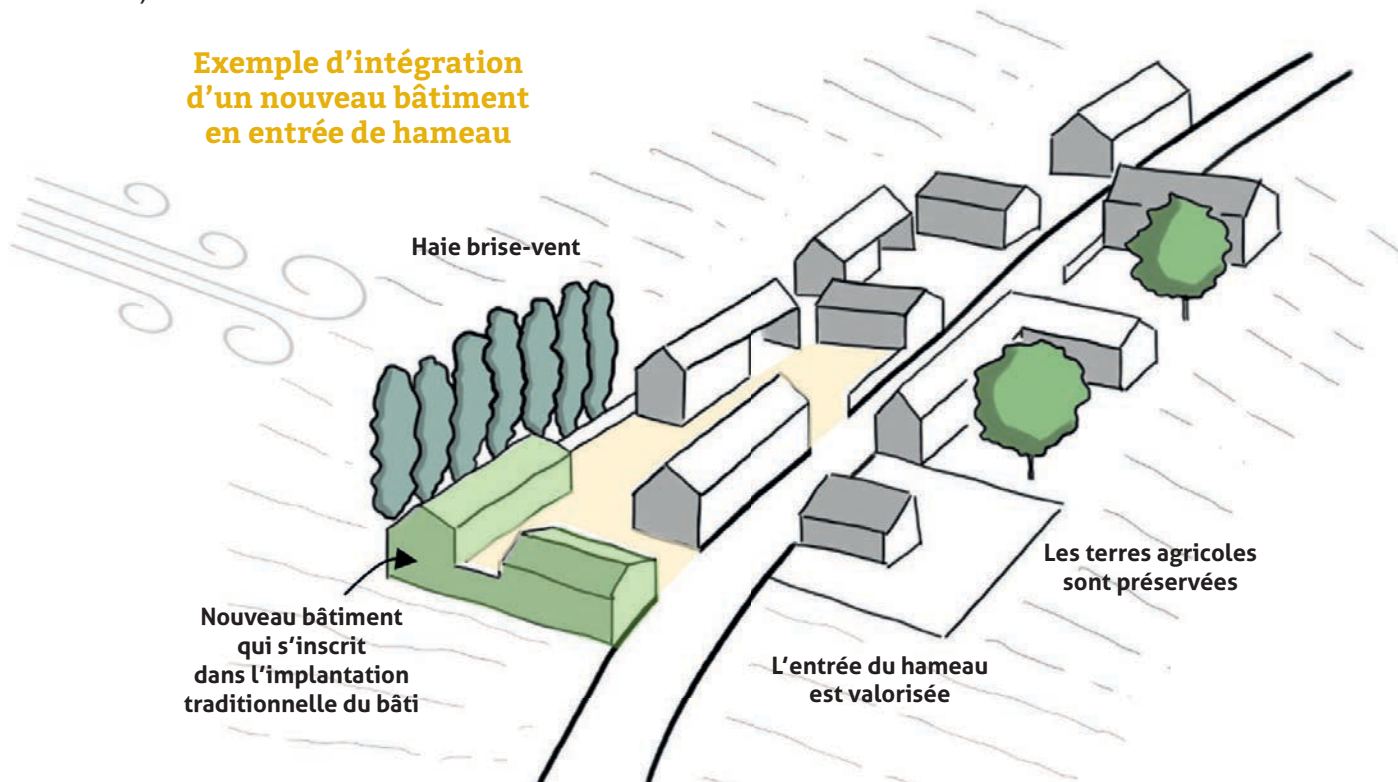 Exemple d’intégration
d’un nouveau bâtiment
en entrée de hameau
Haie brise-vent
Les terres agricoles
sont préservées
Nouveau bâtiment
qui s’inscrit
dans l’implantation
traditionnelle du bâti
L’entrée du hameau
est valorisée